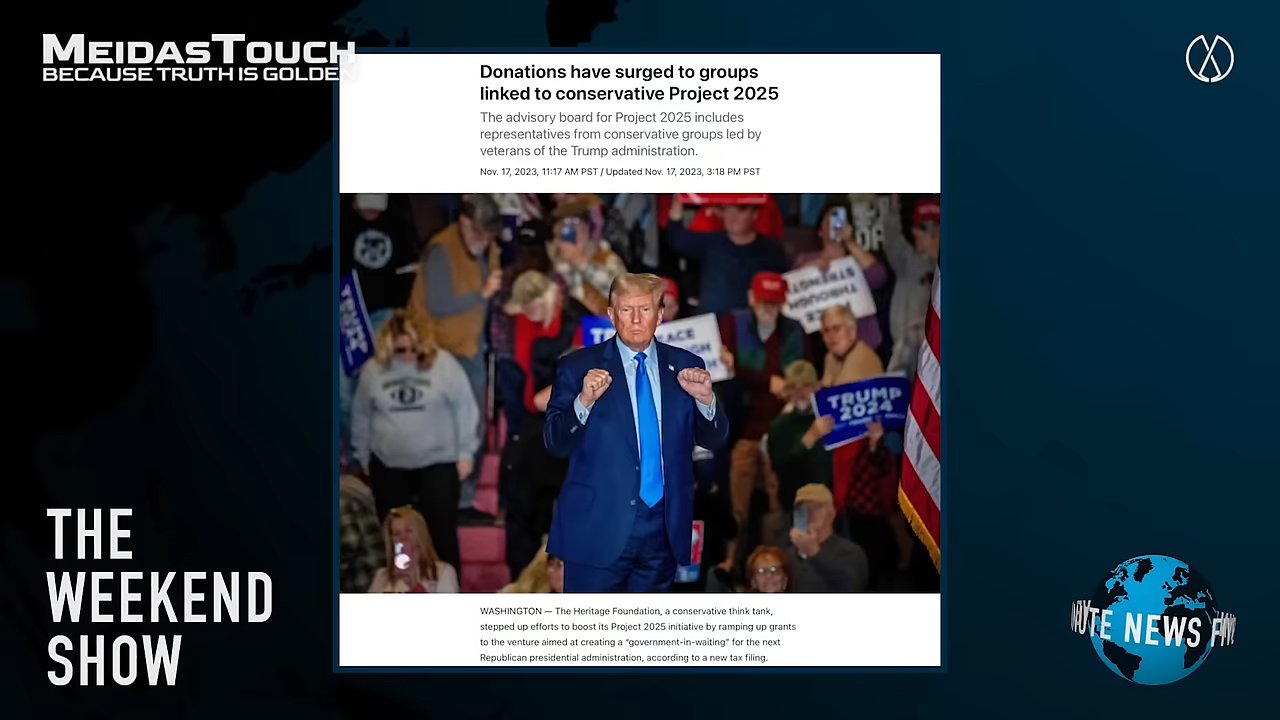 MEIDASTOUCH
BECAUSE TRUTH IS GOLDEN
Donations have surged to groups
linked to conservative Project 2025
The advisory board for Project 2025 includes
representatives from conservative groups led by
veterans of the Trump administration.
Nov. 17, 2023, 11:17 AM PST / Updated Nov. 17, 2023, 3:18 PM PST
TRUMP
STRENGTH
THROUGH
TRUMP
2024
WASHINGTON — The Heritage Foundation, a conservative think tank,
stepped up efforts to boost its Project 2025 initiative by ramping up grants
to the venture aimed at creating a “government-in-waiting” for the next
Republican presidential administration, according to a new tax filing.
THE
WEEKEND
SHOW
NEWS